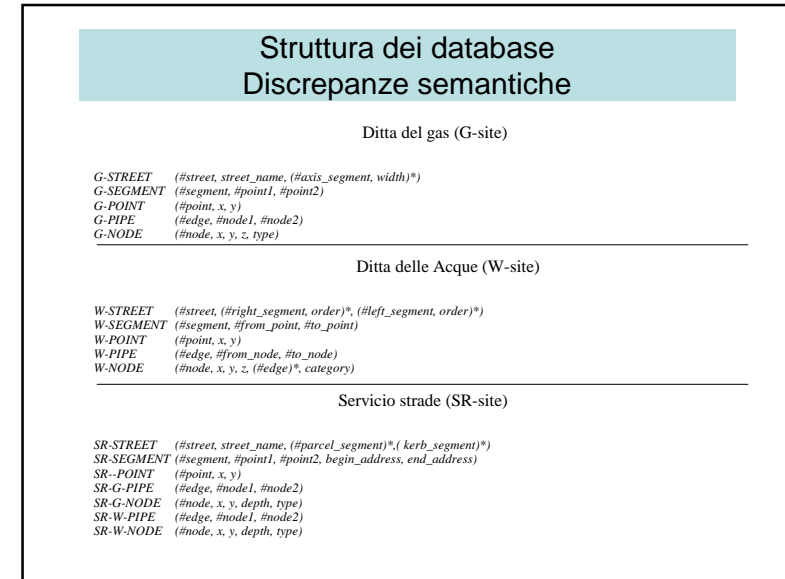 Struttura dei database
Discrepanze semantiche
Ditta del gas (G-site)
G-STREET (#street, street_name, (#axis_segment, width)*)
G-SEGMENT (#segment, #point1, #point2)
G-POINT (#point, x, y)
G-PIPE (#edge, #node1, #node2)
G-NODE (#node, x, y, z, type)
Ditta delle Acque (W-site)
W-STREET (#street, (#right_segment, order)*, (#left_segment, order)*)
W-SEGMENT (#segment, #from_point, #to_point)
W-POINT (#point, x, y)
W-PIPE (#edge, #from_node, #to_node)
W-NODE (#node, x, y, z, (#edge)*, category)
Servicio strade (SR-site)
SR-STREET (#street, street_name, (#parcel_segment)*,( kerb_segment)*)
SR-SEGMENT (#segment, #point1, #point2, begin_address, end_address)
SR--POINT (#point, x, y)
SR-G-PIPE (#edge, #node1, #node2)
SR-G-NODE (#node, x, y, depth, type)
SR-W-PIPE (#edge, #node1, #node2)
SR-W-NODE (#node, x, y, depth, type)